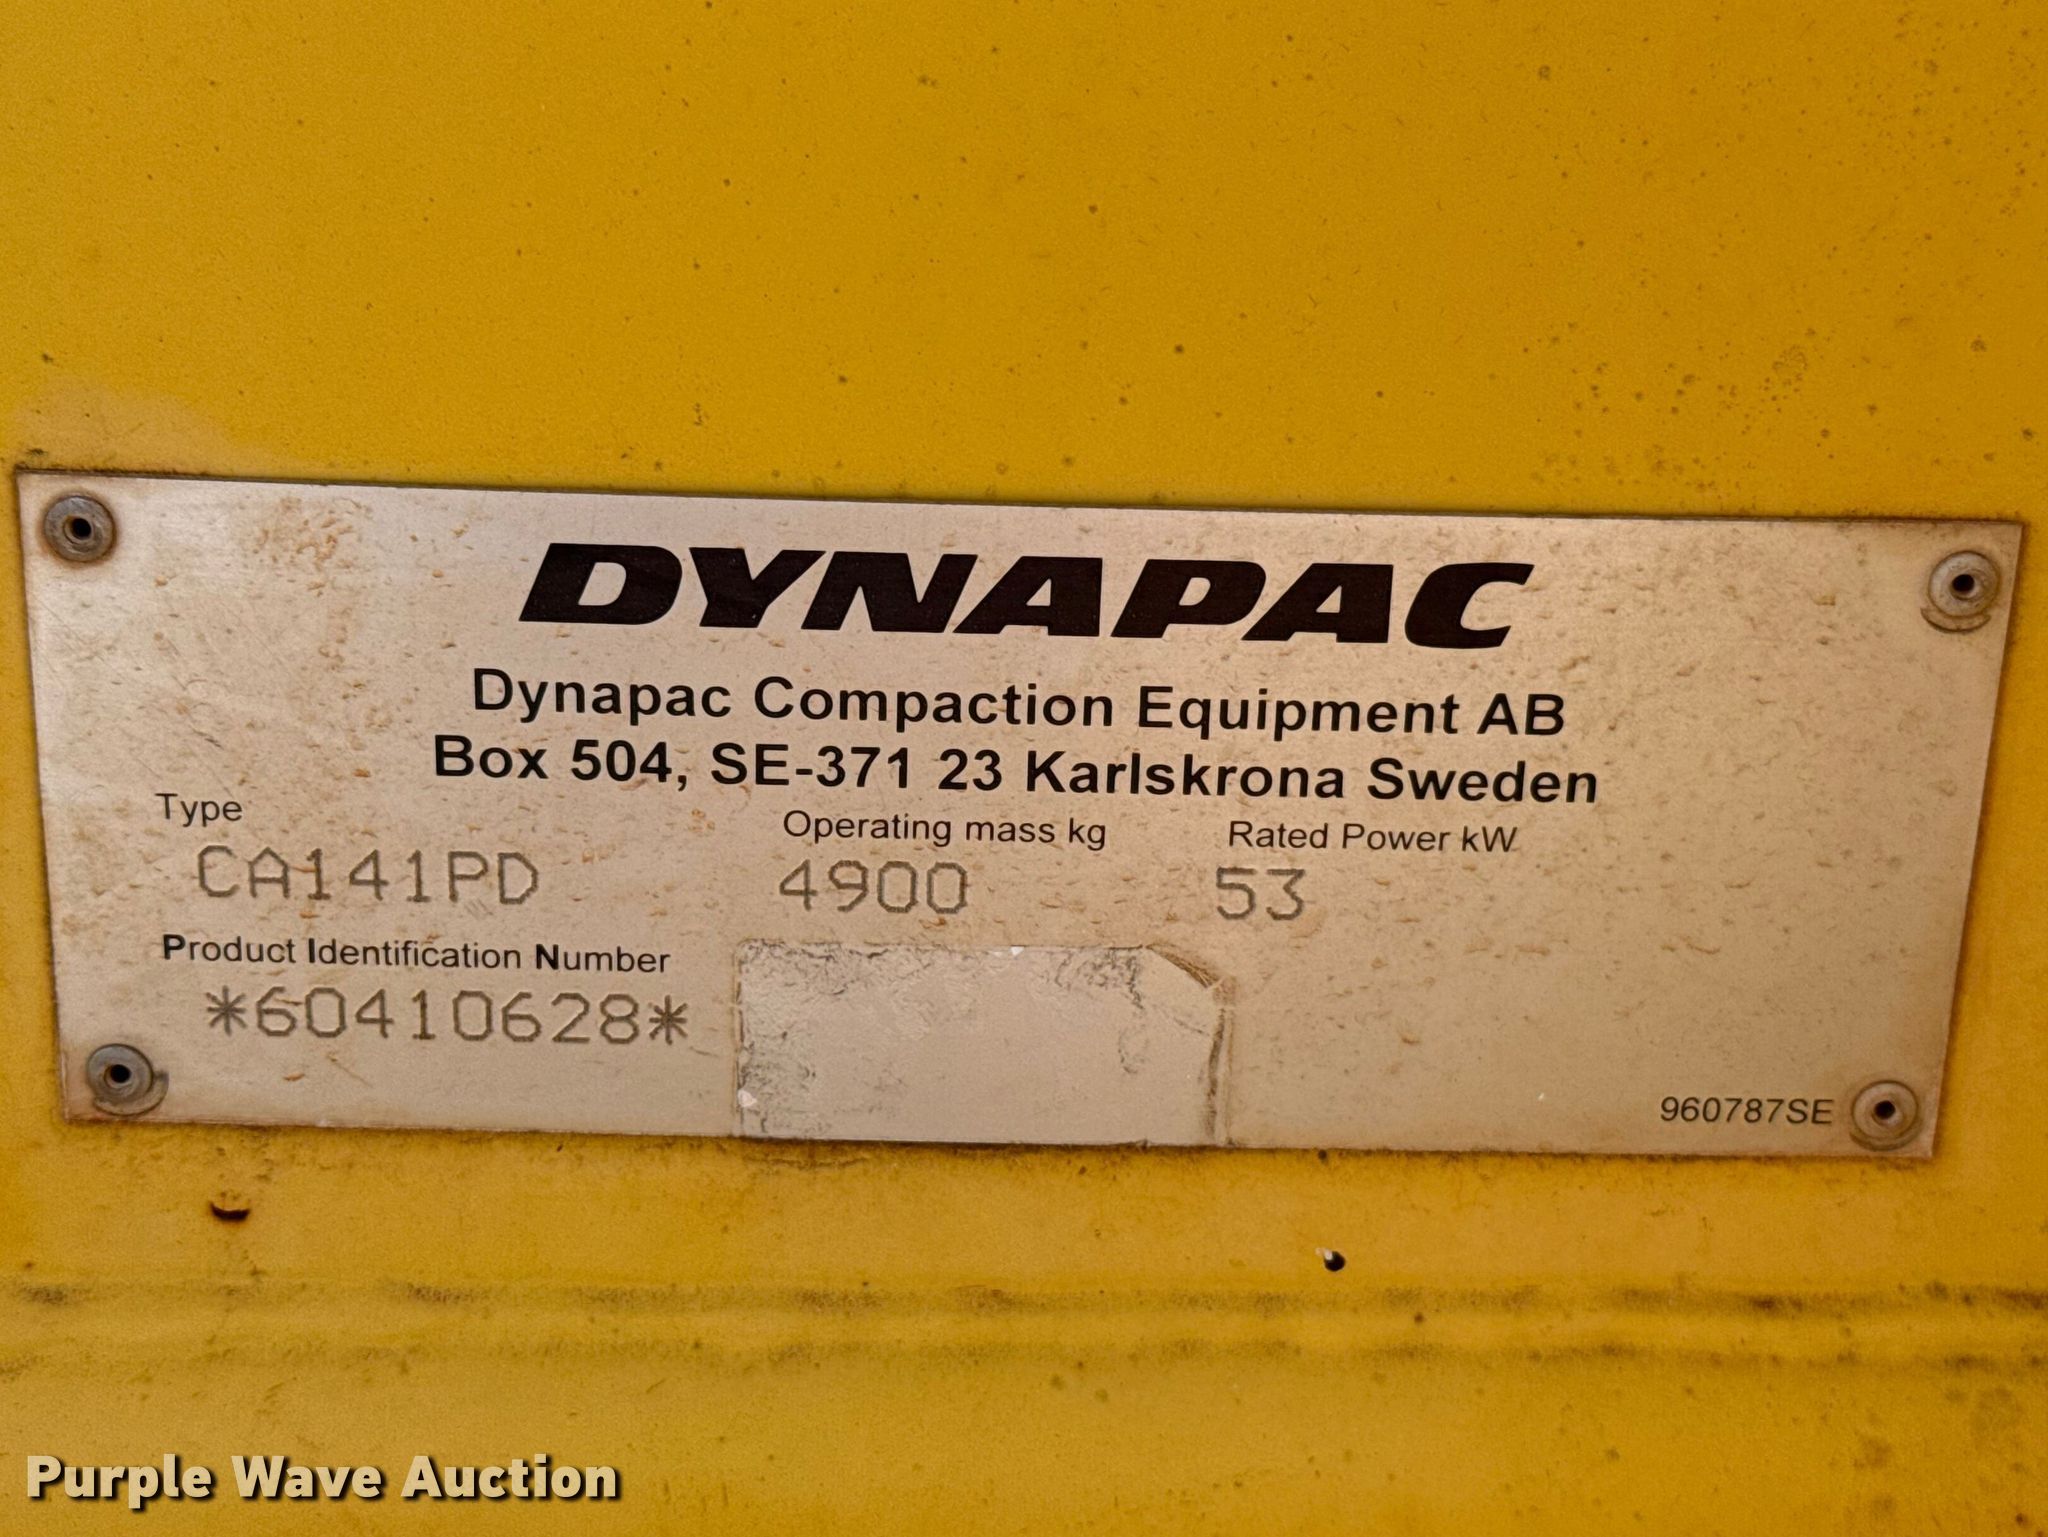 DYNAPAC
Dynapac Compaction Equipment AB
Box 504, SE-371 23 Karlskrona Sweden
Type Operating mass kg Rated Power kW
CA141PD 4900 53
Product Identification Number
*60410628*
960787SE
Purple Wave Auction